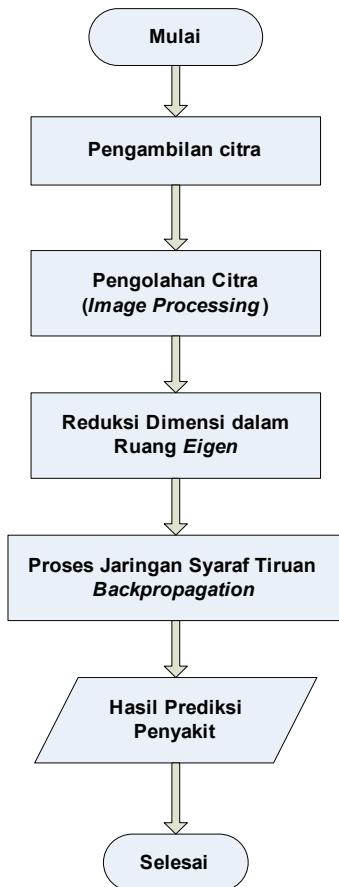 Mulai
Pengambilan citra
Pengolahan Citra
(Image Processing)
Reduksi Dimensi dalam
Ruang Eigen
Proses Jaringan Syaraf Tiruan
Backpropagation
Hasil Prediksi
Penyakit
Selesai